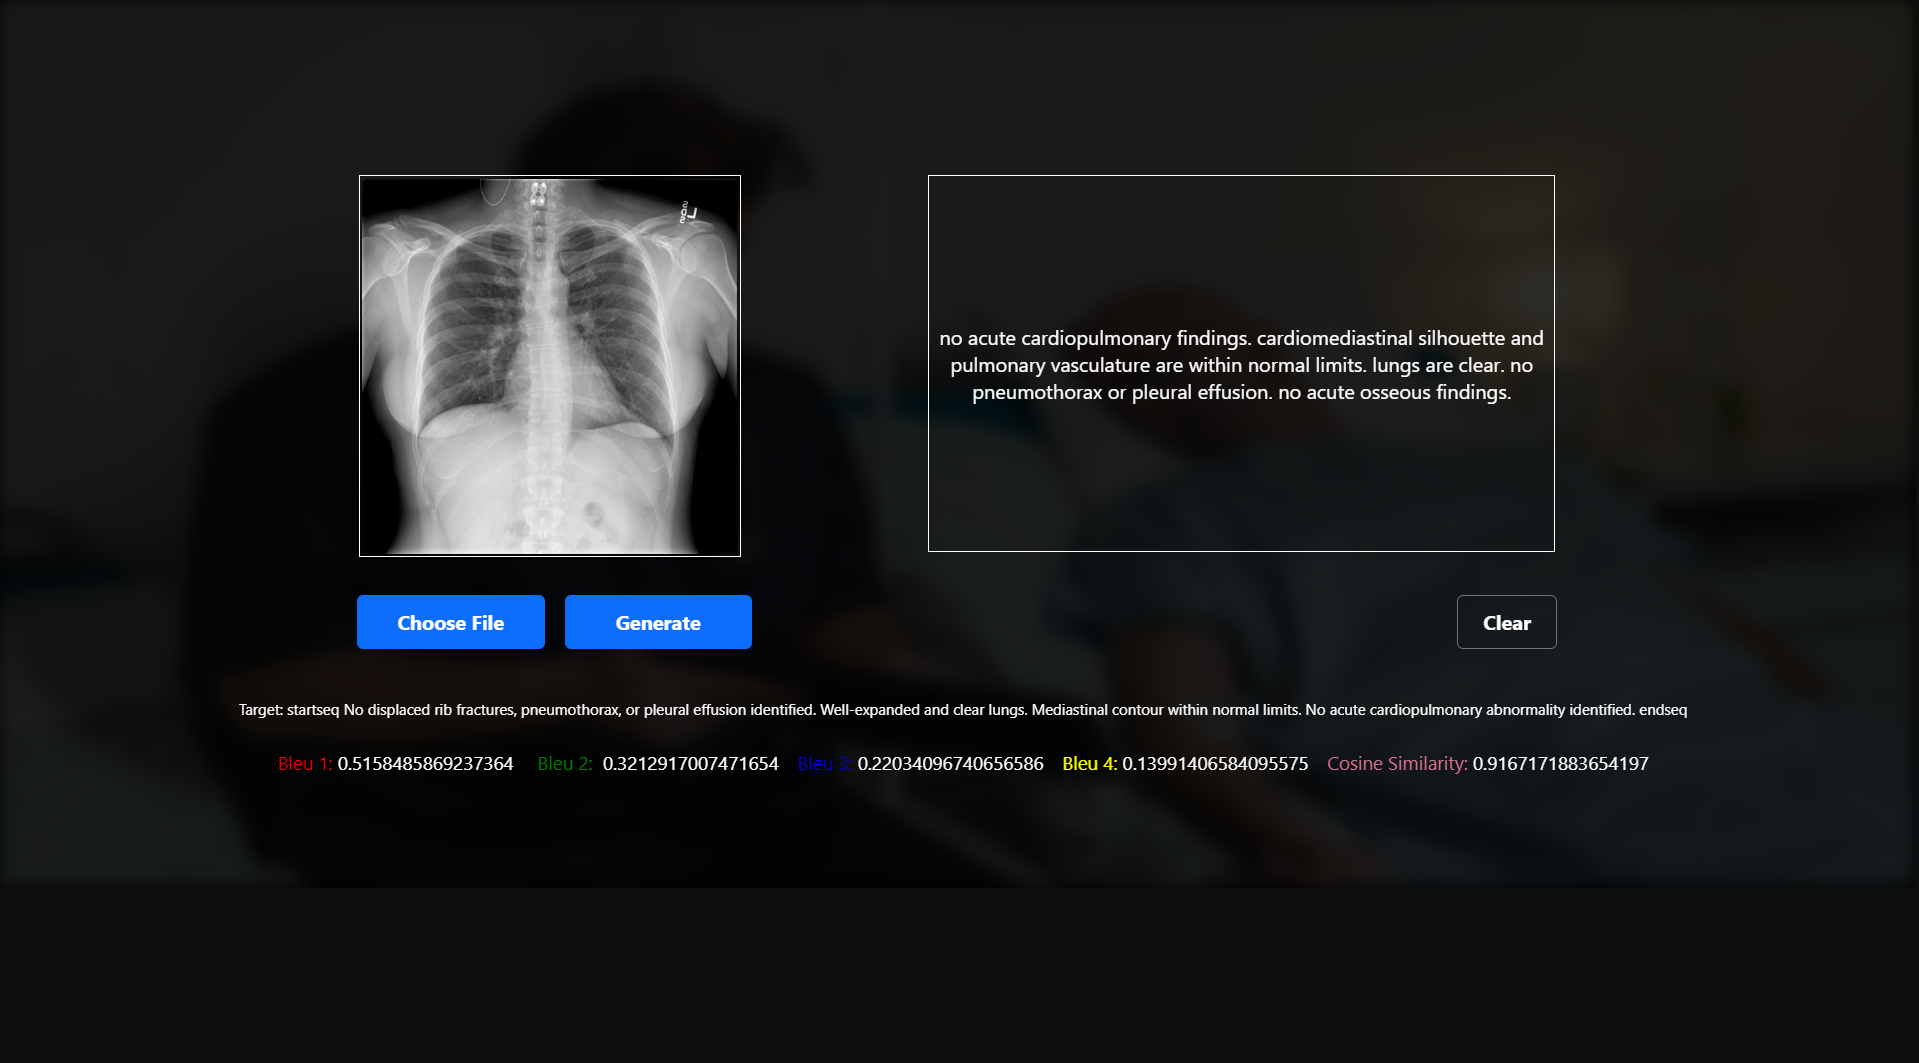 L
no acute cardiopulmonary findings. cardiomediastinal silhouette and
pulmonary vasculature are within normal limits. lungs are clear. no
pneumothorax or pleural effusion. no acute osseous findings.
Choose File Generate Clear
Target: startseq No displaced rib fractures, pneumothorax, or pleural effusion identified. Well-expanded and clear lungs. Mediastinal contour within normal limits. No acute cardiopulmonary abnormality identified. endseq
Bleu 1: 0.5158485869237364 Bleu 2: 0.3212917007471654 Bleu 3: 0.22034096740656586 Bleu 4: 0.13991406584095575 Cosine Similarity: 0.9167171883654197